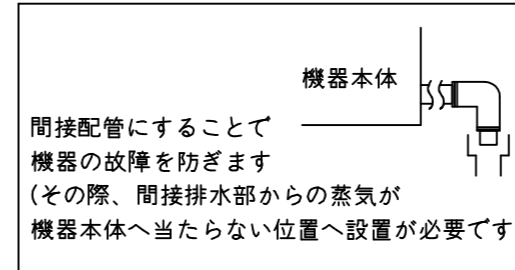 機器本体
間接配管にすることで
機器の故障を防ぎます
(その際、間接排水部からの蒸気が
機器本体へ当たらない位置へ設置が必要です